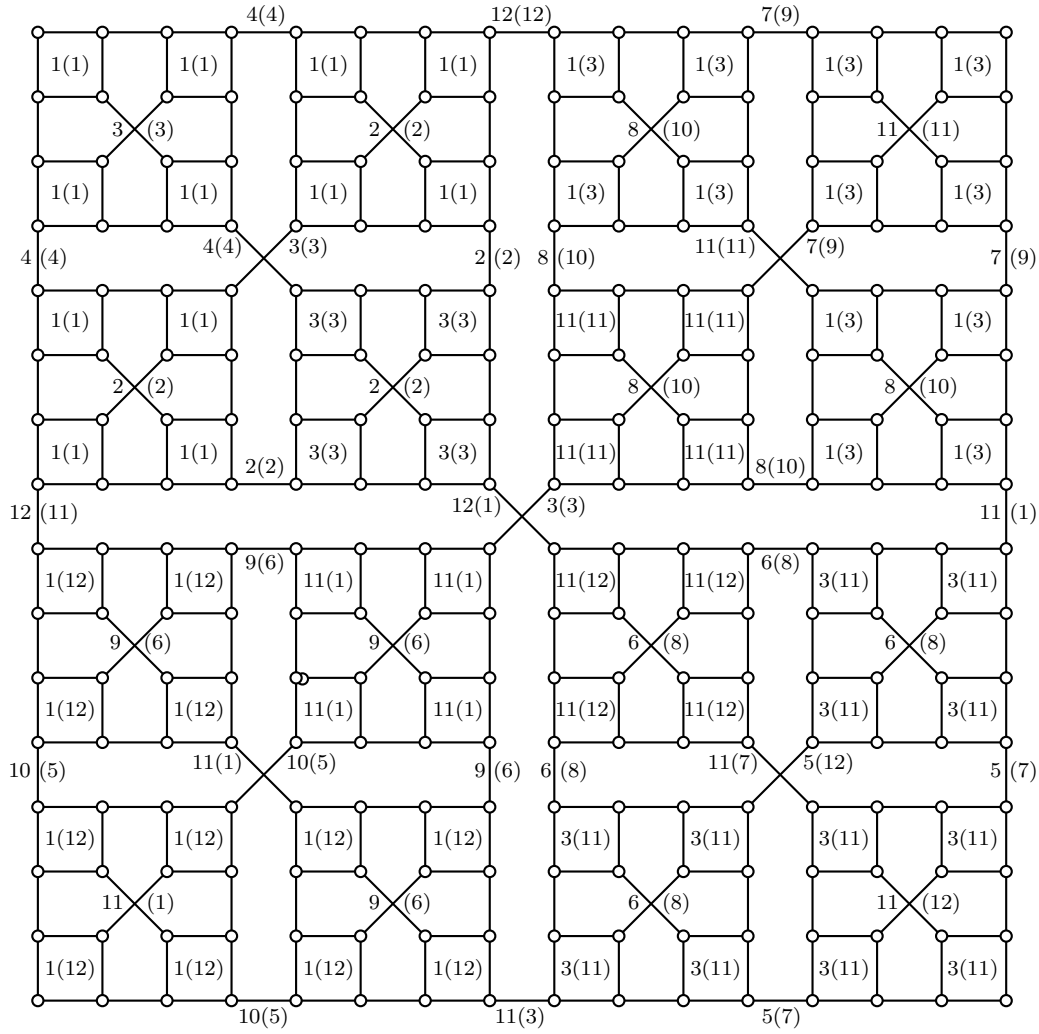 4(4) 12(12) 7(9)
1(1) 1(1) 1(1) 1(1) 1(3) 1(3) 1(3) 1(3)
3 (3) 2 (2) 8 (10) 11 (11)
1(1) 1(1) 1(1) 1(1) 1(3) 1(3) 1(3) 1(3)
4(4) 3(3) 11(11) 7(9)
4 (4) 2 (2) 8 (10) 7 (9)
1(1) 1(1) 3(3) 3(3) 11(11) 11(11) 1(3) 1(3)
2 (2) 2 (2) 8 (10) 8 (10)
1(1) 1(1) 3(3) 3(3) 11(11) 11(11) 1(3) 1(3)
2(2) 8(10)
12(1) 3(3)
12 (11) 11 (1)
9(6) 6(8)
1(12) 1(12) 11(1) 11(1) 11(12) 11(12) 3(11) 3(11)
9 (6) 9 (6) 6 (8) 6 (8)
1(12) 1(12) 11(1) 11(1) 11(12) 11(12) 3(11) 3(11)
11(1) 10(5) 11(7) 5(12)
10 (5) 9 (6) 6 (8) 5 (7)
1(12) 1(12) 1(12) 1(12) 3(11) 3(11) 3(11) 3(11)
11 (1) 9 (6) 6 (8) 11 (12)
1(12) 1(12) 1(12) 1(12) 3(11) 3(11) 3(11) 3(11)
10(5) 11(3) 5(7)